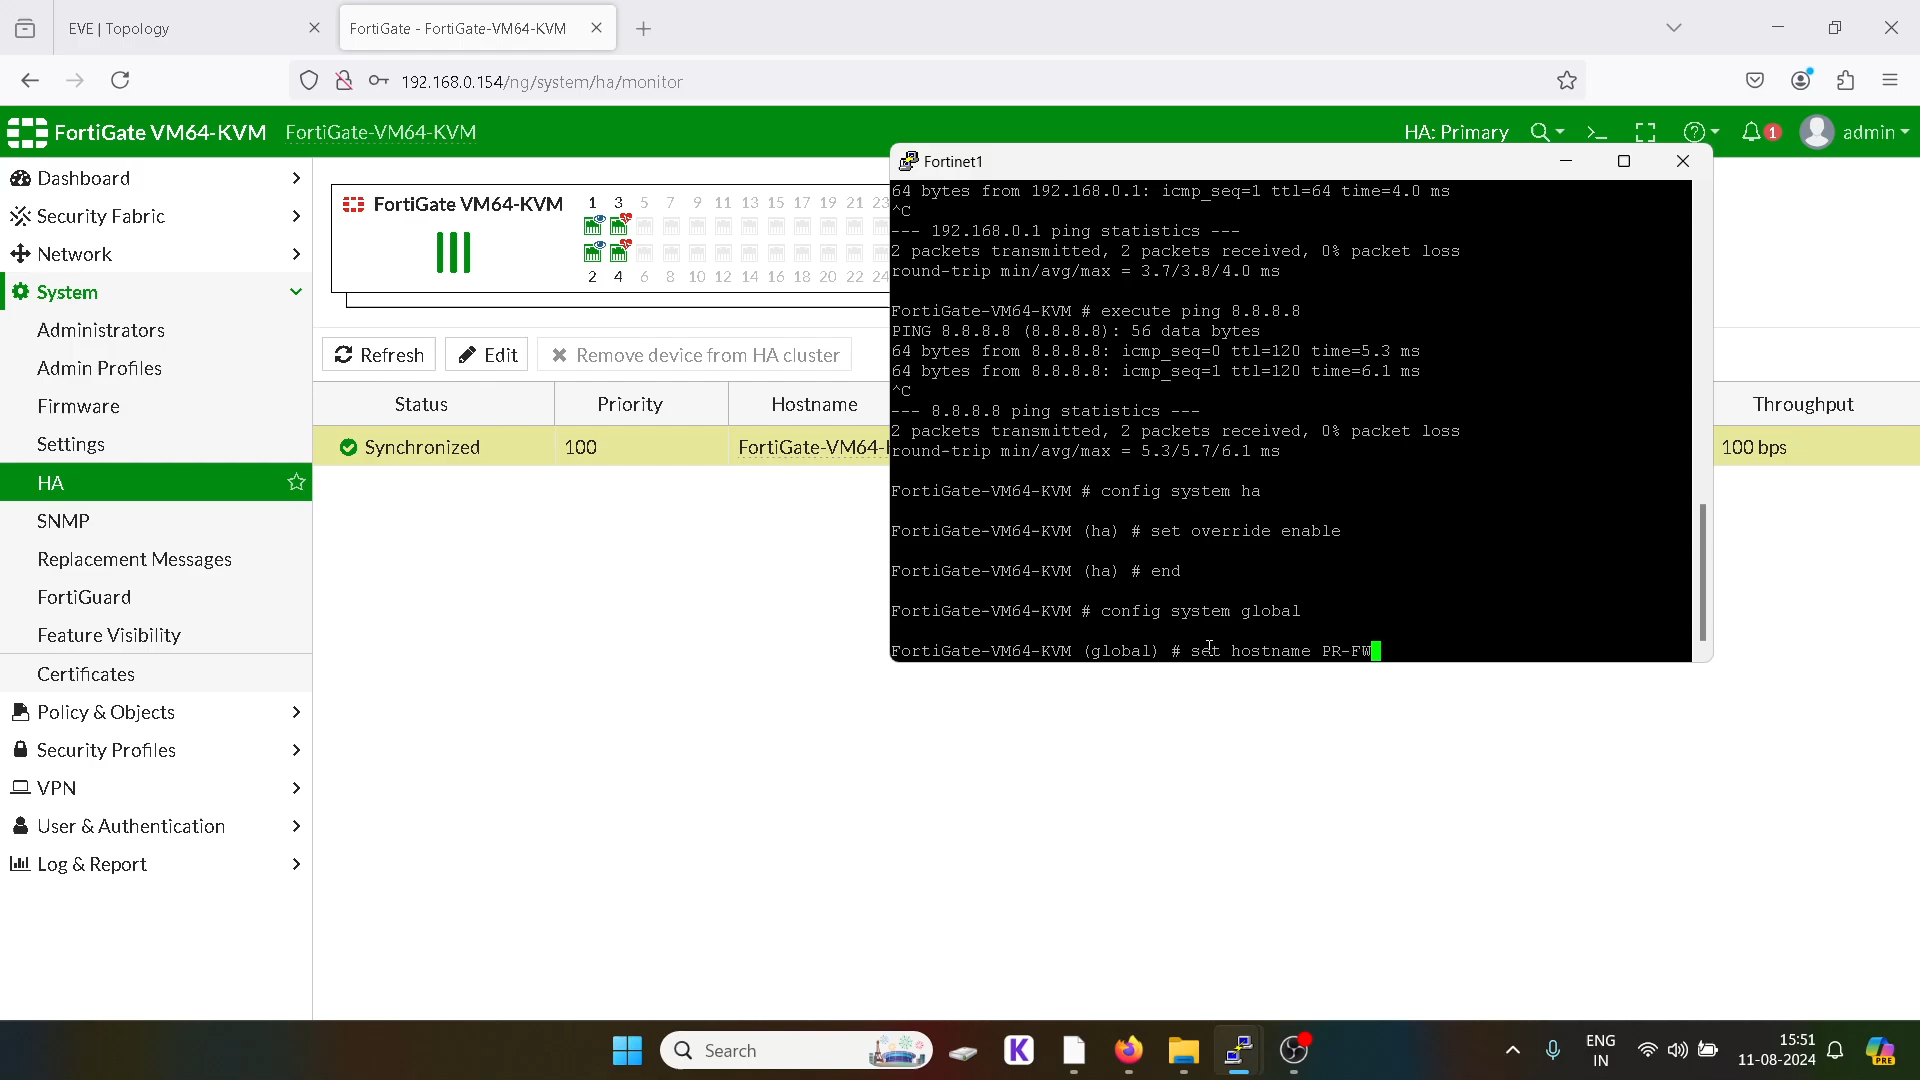 EVE | Topology
FortiGate - FortiGate-VM64-KVM
192.168.0.154/ng/system/ha/monitor
FortiGate VM64-KVM
FortiGate-VM64-KVM
HA: Primary
1
admin
Dashboard
Security Fabric
Network
System
Administrators
Admin Profiles
Firmware
Settings
HA
SNMP
Replacement Messages
FortiGuard
Feature Visibility
Certificates
Policy & Objects
Security Profiles
VPN
User & Authentication
Log & Report
FortiGate VM64-KVM
1 3 5 7 9 11 13 15 17 19 21 23
2 4 6 8 10 12 14 16 18 20 22 24
Refresh
Edit
Remove device from HA cluster
Status Priority Hostname Throughput
Synchronized 100 FortiGate-VM64- 100 bps
Fortinet1
64 bytes from 192.168.0.1: icmp_seq=1 ttl=64 time=4.0 ms
^C
--- 192.168.0.1 ping statistics ---
2 packets transmitted, 2 packets received, 0% packet loss
round-trip min/avg/max = 3.7/3.8/4.0 ms
FortiGate-VM64-KVM # execute ping 8.8.8.8
PING 8.8.8.8 (8.8.8.8): 56 data bytes
64 bytes from 8.8.8.8: icmp_seq=0 ttl=120 time=5.3 ms
64 bytes from 8.8.8.8: icmp_seq=1 ttl=120 time=6.1 ms
^C
--- 8.8.8.8 ping statistics ---
2 packets transmitted, 2 packets received, 0% packet loss
round-trip min/avg/max = 5.3/5.7/6.1 ms
FortiGate-VM64-KVM # config system ha
FortiGate-VM64-KVM (ha) # set override enable
FortiGate-VM64-KVM (ha) # end
FortiGate-VM64-KVM # config system global
FortiGate-VM64-KVM (global) # set hostname PR-FW
Search
K
ENG
IN
15:51
11-08-2024
PRE